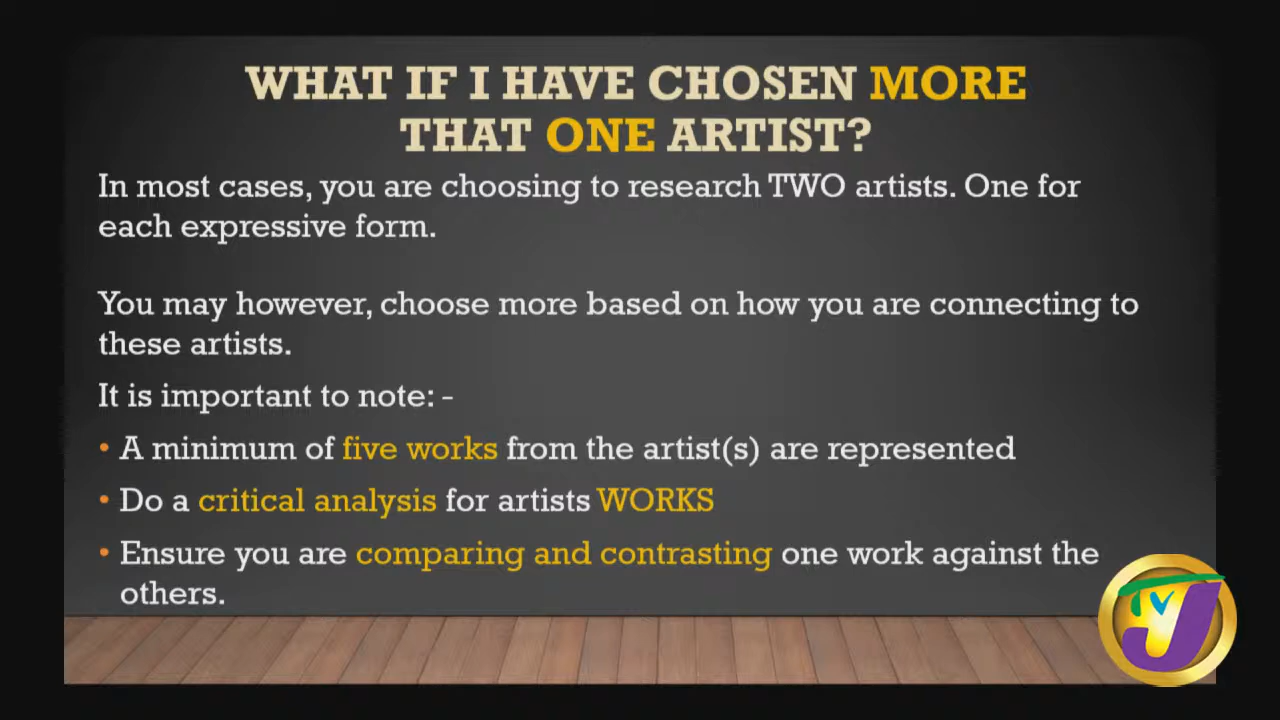 WHAT IF I HAVE CHOSEN MORE
THAT ONE ARTIST?
In most cases, you are choosing to research TWO artists. One for
each expressive form.
You may however, choose more based on how you are connecting to
these artists.
It is important to note: -
• A minimum of five works from the artist(s) are represented
• Do a critical analysis for artists WORKS
• Ensure you are comparing and contrasting one work against the
others.
TVJ